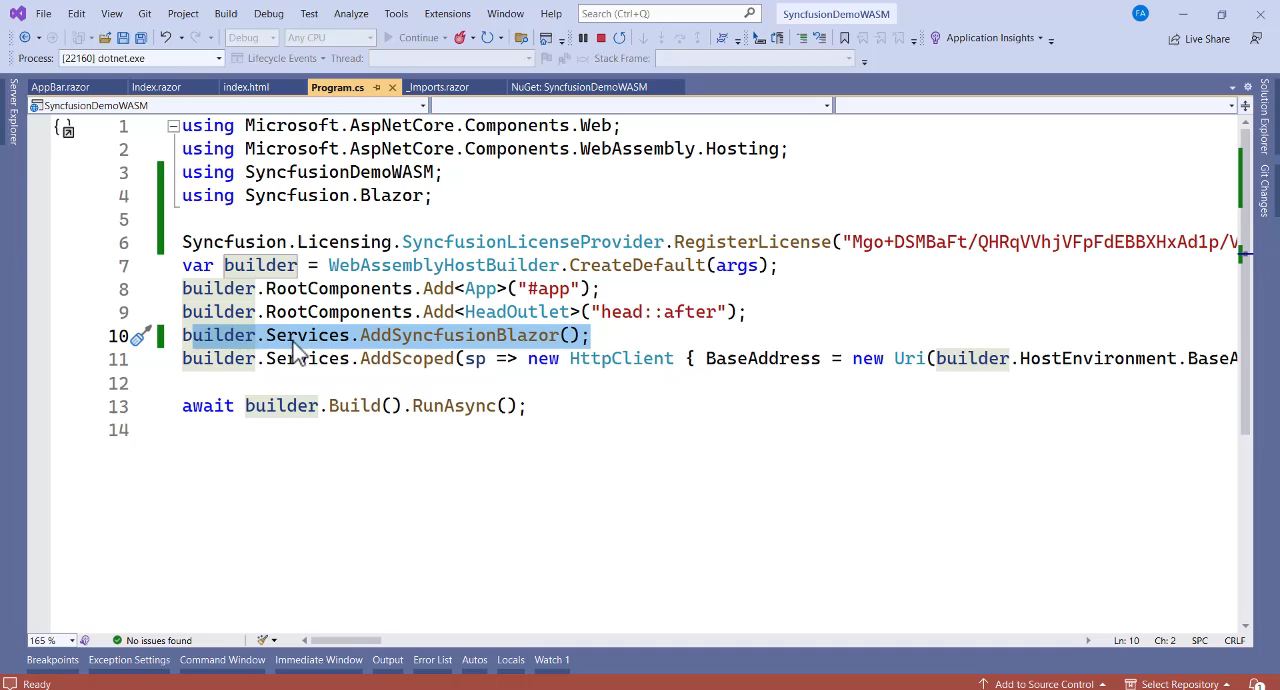 File Edit View Git Project Build Debug Test Analyze Tools Extensions Window Help Search (Ctrl+Q) SyncfusionDemoWASM FA
Debug Any CPU Continue Application Insights Live Share
Process: [22160] dotnet.exe Lifecycle Events Thread: Stack Frame:
AppBar.razor Index.razor index.html Program.cs _Imports.razor NuGet: SyncfusionDemoWASM
SyncfusionDemoWASM
Server Explorer
Solution Explorer
Git Changes
1 using Microsoft.AspNetCore.Components.Web;
2 using Microsoft.AspNetCore.Components.WebAssembly.Hosting;
3 using SyncfusionDemoWASM;
4 using Syncfusion.Blazor;
5
6 Syncfusion.Licensing.SyncfusionLicenseProvider.RegisterLicense("Mgo+DSMBaFt/QHRqVVhjVFpFdEBBXHxAd1p/V
7 var builder = WebAssemblyHostBuilder.CreateDefault(args);
8 builder.RootComponents.Add<App>("#app");
9 builder.RootComponents.Add<HeadOutlet>("head::after");
10 builder.Services.AddSyncfusionBlazor();
11 builder.Services.AddScoped(sp => new HttpClient { BaseAddress = new Uri(builder.HostEnvironment.BaseA
12
13 await builder.Build().RunAsync();
14
165 % No issues found Ln: 10 Ch: 2 SPC CRLF
Breakpoints Exception Settings Command Window Immediate Window Output Error List Autos Locals Watch 1
Ready Add to Source Control Select Repository 1